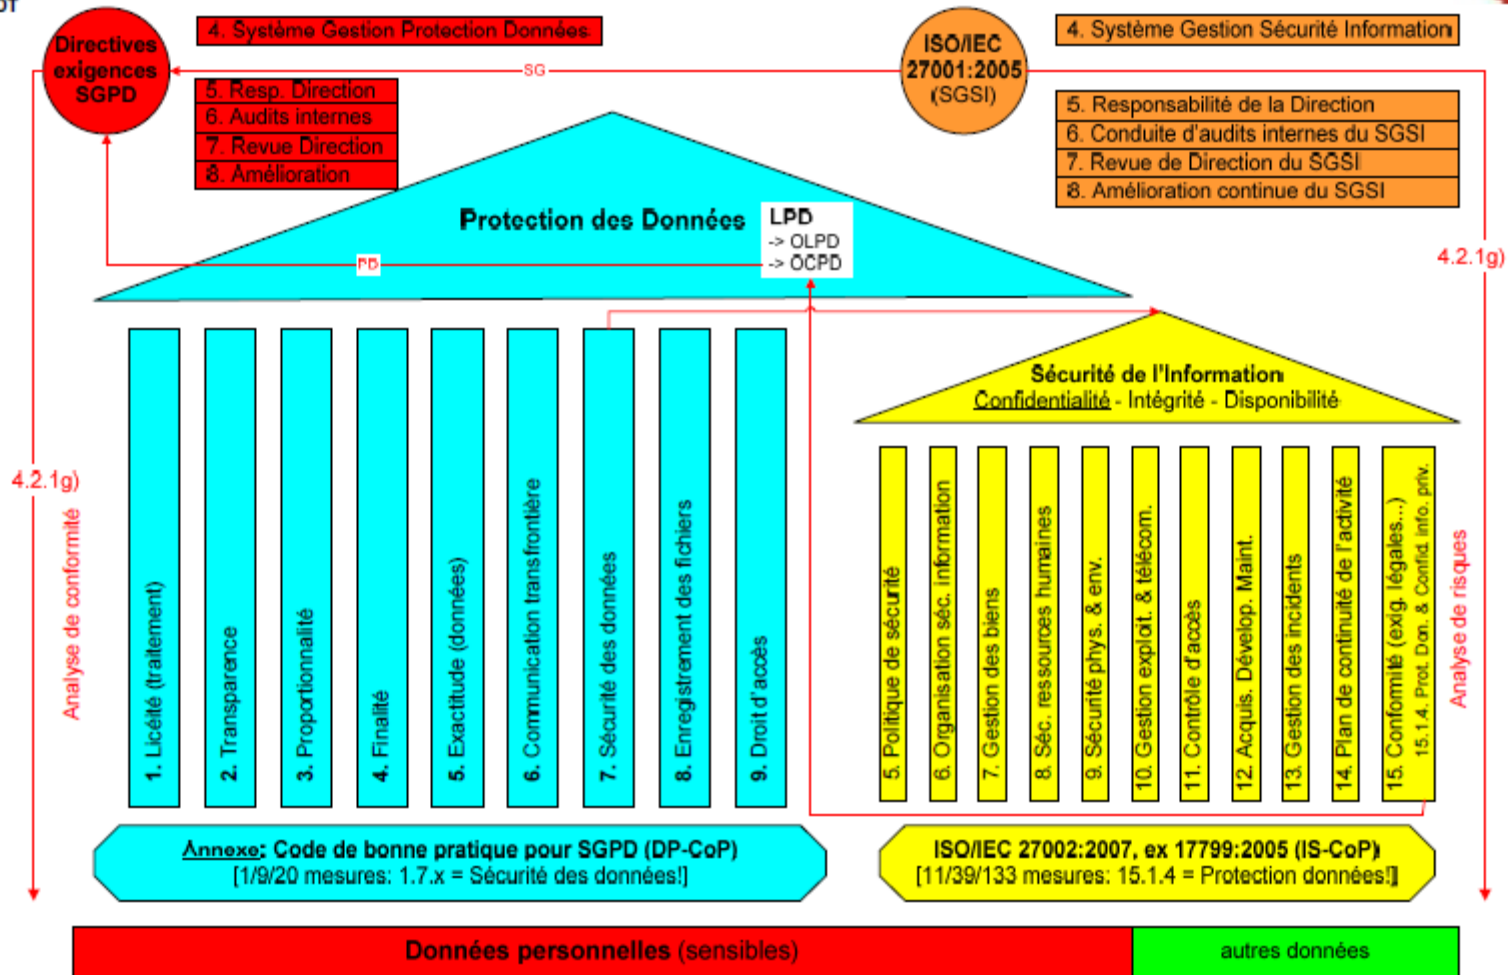 Directives
exigences
SGPD
4. Système Gestion Protection Données
ISO/IEC
27001:2005
(SGSI)
4. Système Gestion Sécurité Information
SG
5. Resp. Direction
6. Audits internes
7. Revue Direction
8. Amélioration
5. Responsabilité de la Direction
6. Conduite d'audits internes du SGSI
7. Revue de Direction du SGSI
8. Amélioration continue du SGSI
Protection des Données
LPD
-> OLPD
-> OCPD
PD
4.2.1g)
4.2.1g)
Sécurité de l'Information
Confidentialité - Intégrité - Disponibilité
Analyse de conformité
1. Licéité (traitement)
2. Transparence
3. Proportionnalité
4. Finalité
5. Exactitude (données)
6. Communication transfrontière
7. Sécurité des données
8. Enregistrement des fichiers
9. Droit d'accès
5. Politique de sécurité
6. Organisation séc. information
7. Gestion des biens
8. Séc. ressources humaines
9. Sécurité phys. & env.
10. Gestion exploit. & télécom.
11. Contrôle d'accès
12. Acquis. Dévelop. Maint.
13. Gestion des incidents
14. Plan de continuité de l'activité
15. Conformité (exig. légales...)
15.1.4. Prot. Don. & Confid. info. priv.
Analyse de risques
Annexe: Code de bonne pratique pour SGPD (DP-CoP)
[1/9/20 mesures: 1.7.x = Sécurité des données!]
ISO/IEC 27002:2007, ex 17799:2005 (IS-CoP)
[11/39/133 mesures: 15.1.4 = Protection données!]
Données personnelles (sensibles)
autres données